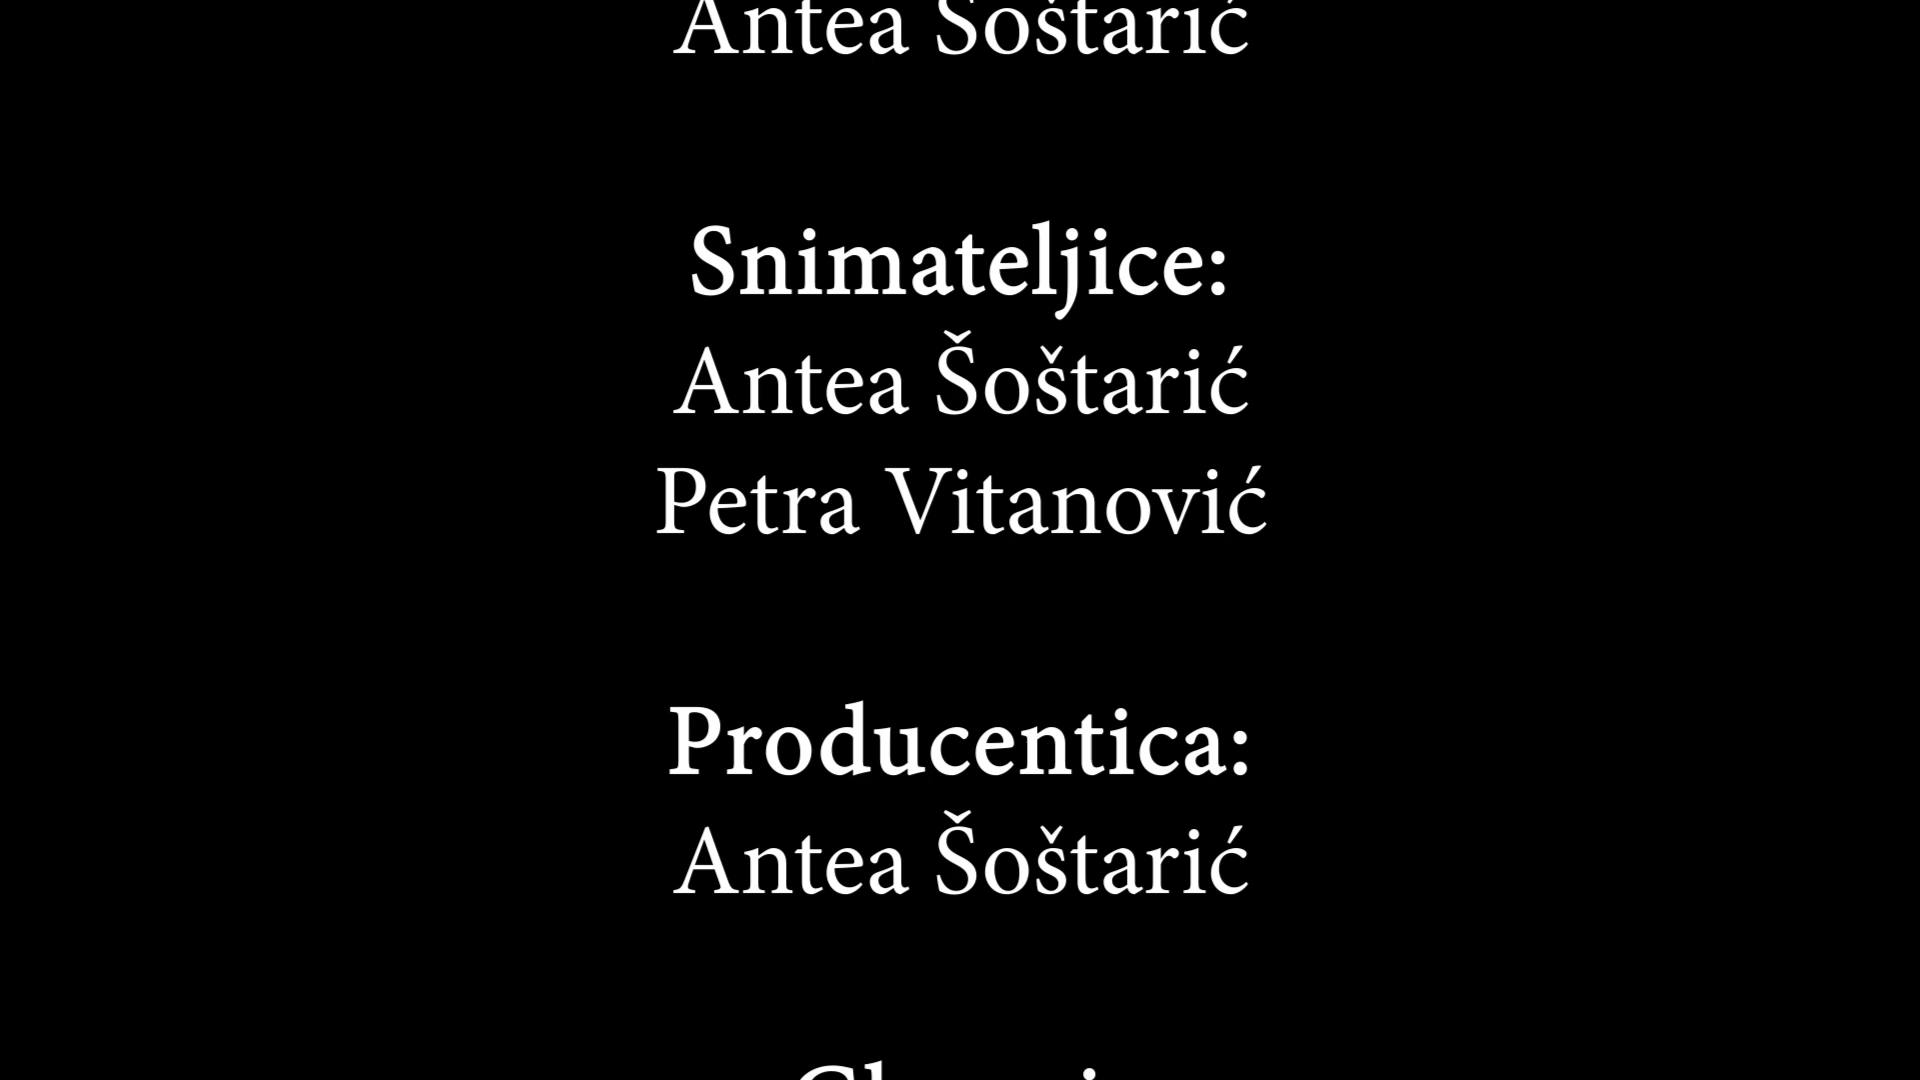 Antea Šoštarić
Snimateljice:
Antea Šoštarić
Petra Vitanović
Producentica:
Antea Šoštarić